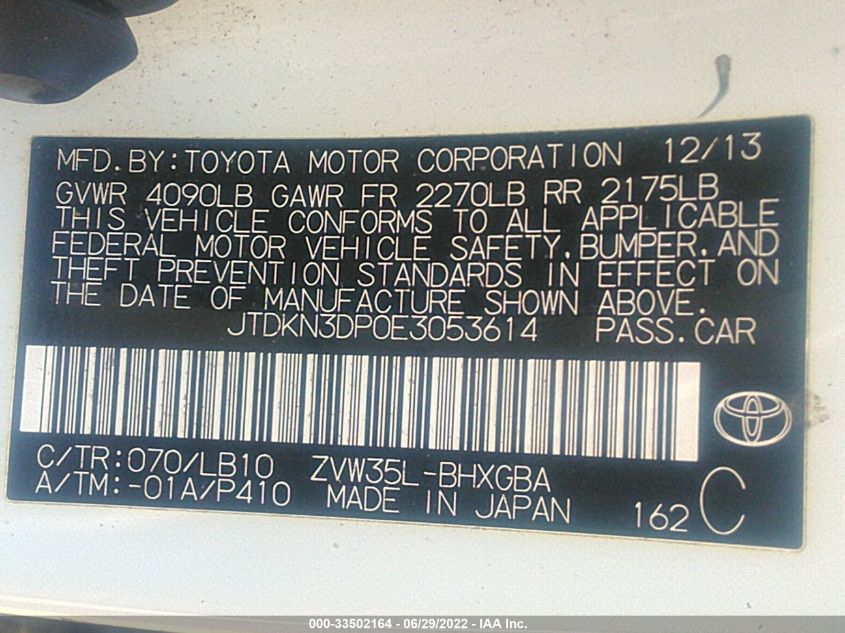 MFD.BY:TOYOTA MOTOR CORPORATION 12/13
GVWR 4090LB GAWR FR 2270LB RR 2175LB
THIS VEHICLE CONFORMS TO ALL APPLICABLE
FEDERAL MOTOR VEHICLE SAFETY,BUMPER,AND
THEFT PREVENTION STANDARDS IN EFFECT ON
THE DATE OF MANUFACTURE SHOWN ABOVE.
JTDKN3DP0E3053614 PASS.CAR
C/TR:070/LB10 ZVW35L-BHXGBA
A/TM:-01A/P410 MADE IN JAPAN 162 C
000-33502164 - 06/29/2022 - IAA Inc.